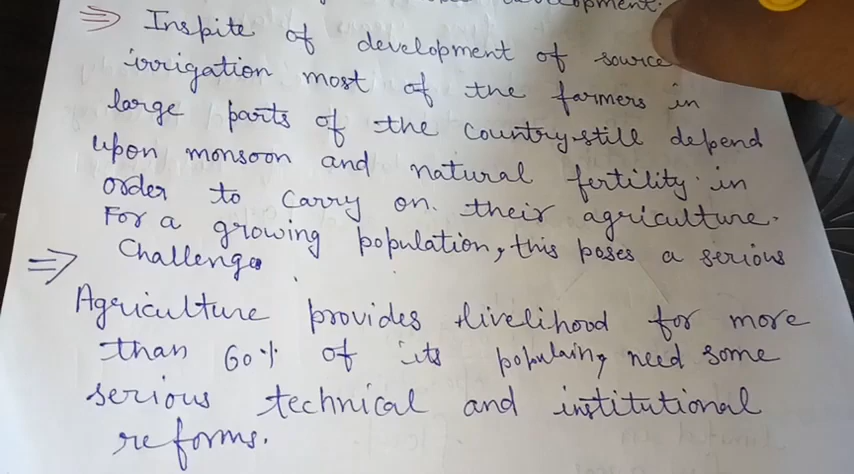 development.
⇒ Inspite of development of source
irrigation most of the farmers in
large parts of the country still depend
upon monsoon and natural fertility in
order to carry on their agriculture.
For a growing population, this poses a serious
Challenge
⇒ Agriculture provides livelihood for more
than 60% of its need some
serious technical and institutional
reforms.